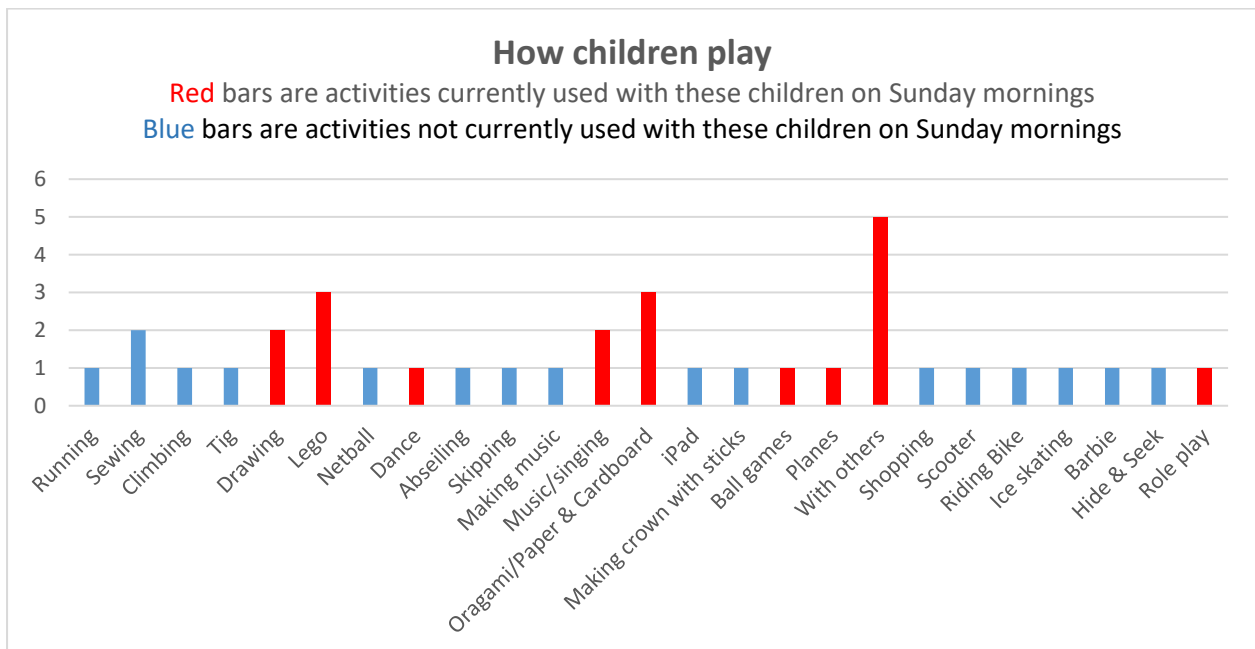 How children play
Red bars are activities currently used with these children on Sunday mornings
Blue bars are activities not currently used with these children on Sunday mornings
6
5
4
3
2
1
0
Running
Sewing
Climbing
Tig
Drawing
Lego
Netball
Dance
Abseiling
Skipping
Making music
Music/singing
Oragami/Paper & Cardboard
iPad
Making crown with sticks
Ball games
Planes
With others
Shopping
Scooter
Riding Bike
Ice skating
Barbie
Hide & Seek
Role play